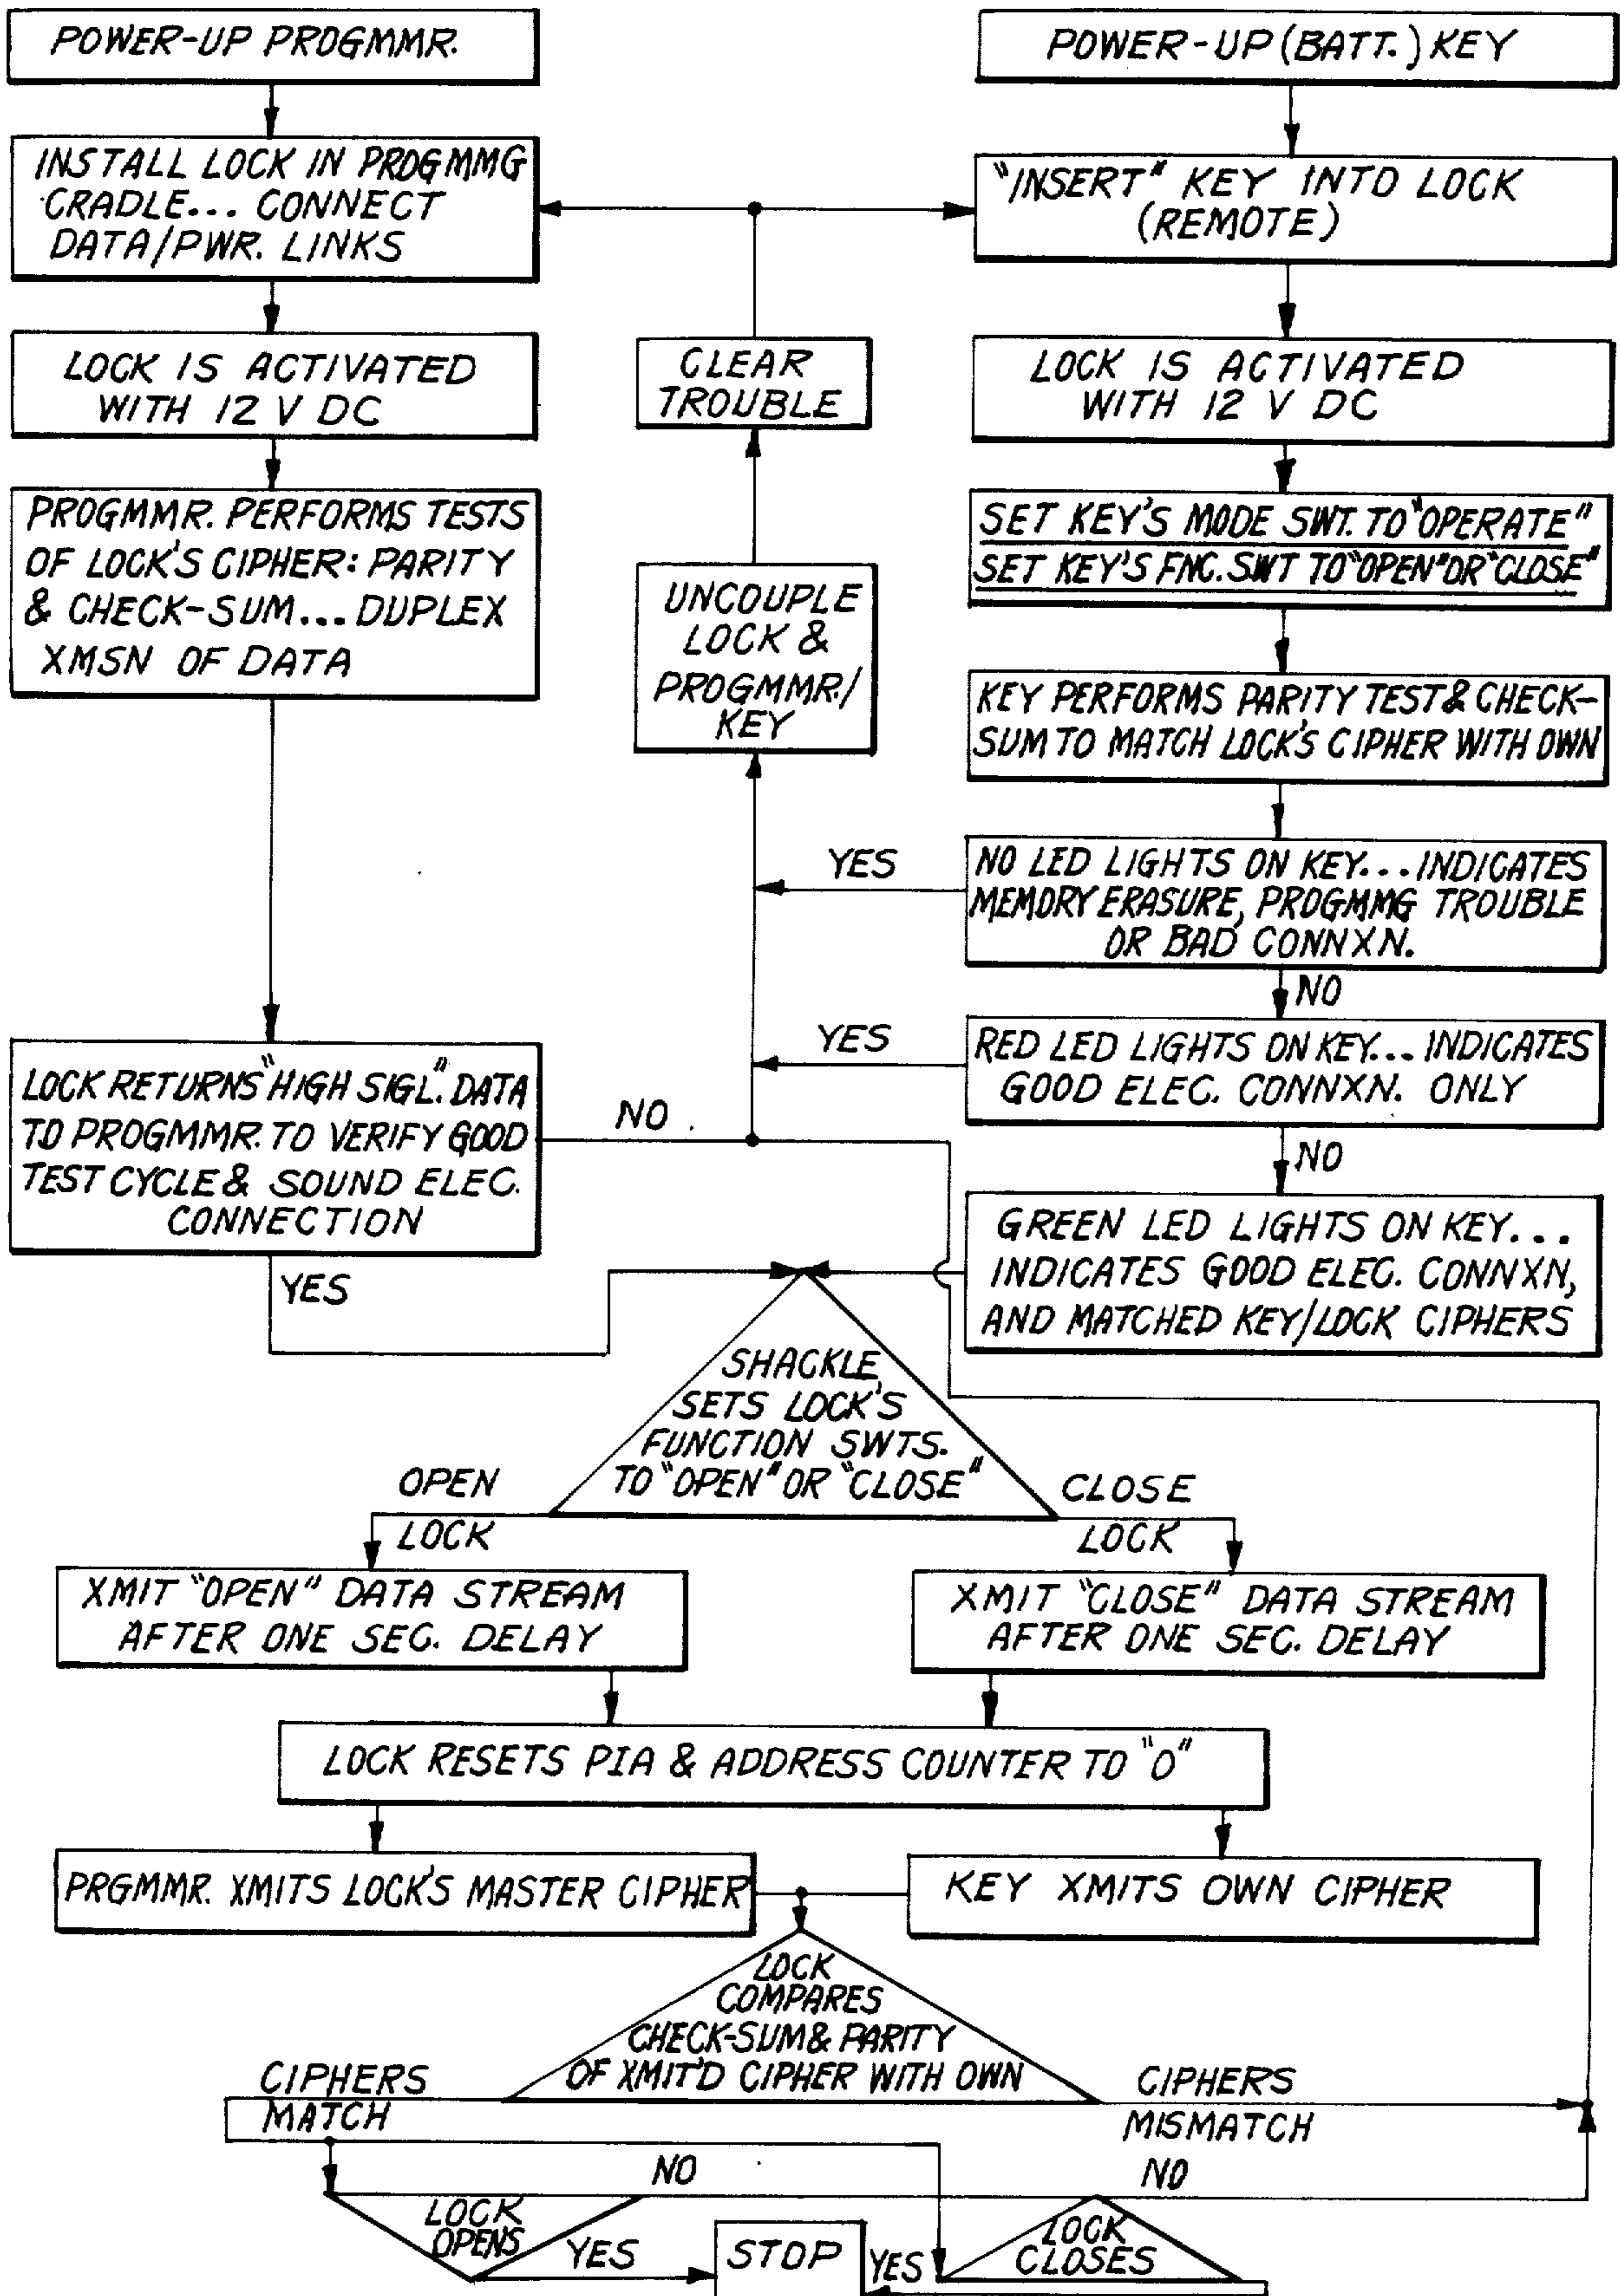 POWER-UP PROGMMR.
POWER-UP (BATT.) KEY
INSTALL LOCK IN PROGMMG
CRADLE... CONNECT
DATA/PWR. LINKS
"INSERT" KEY INTO LOCK
(REMOTE)
LOCK IS ACTIVATED
WITH 12 V DC
CLEAR
TROUBLE
LOCK IS ACTIVATED
WITH 12 V DC
PROGMMR. PERFORMS TESTS
OF LOCK'S CIPHER: PARITY
& CHECK-SUM... DUPLEX
XMSN OF DATA
UNCOUPLE
LOCK &
PROGMMR./
KEY
SET KEY'S MODE SWT. TO "OPERATE"
SET KEY'S FNC. SWT TO "OPEN" OR "CLOSE"
KEY PERFORMS PARITY TEST & CHECK-
SUM TO MATCH LOCK'S CIPHER WITH OWN
YES
NO LED LIGHTS ON KEY... INDICATES
MEMORY ERASURE, PROGMMG TROUBLE
OR BAD CONNXN.
NO
YES
RED LED LIGHTS ON KEY... INDICATES
GOOD ELEC. CONNXN. ONLY
NO
LOCK RETURNS "HIGH SIGL." DATA
TO PROGMMR. TO VERIFY GOOD
TEST CYCLE & SOUND ELEC.
CONNECTION
NO
YES
GREEN LED LIGHTS ON KEY...
INDICATES GOOD ELEC. CONNXN,
AND MATCHED KEY/LOCK CIPHERS
SHACKLE
SETS LOCK'S
FUNCTION SWTS.
TO "OPEN" OR "CLOSE"
OPEN
LOCK
CLOSE
LOCK
XMIT "OPEN" DATA STREAM
AFTER ONE SEC. DELAY
XMIT "CLOSE" DATA STREAM
AFTER ONE SEC. DELAY
LOCK RESETS PIA & ADDRESS COUNTER TO "0"
PRGMMR. XMITS LOCK'S MASTER CIPHER
KEY XMITS OWN CIPHER
LOCK
COMPARES
CHECK-SUM & PARITY
OF XMIT'D CIPHER WITH OWN
CIPHERS
MATCH
CIPHERS
MISMATCH
NO
NO
LOCK
OPENS
YES
STOP
YES
LOCK
CLOSES